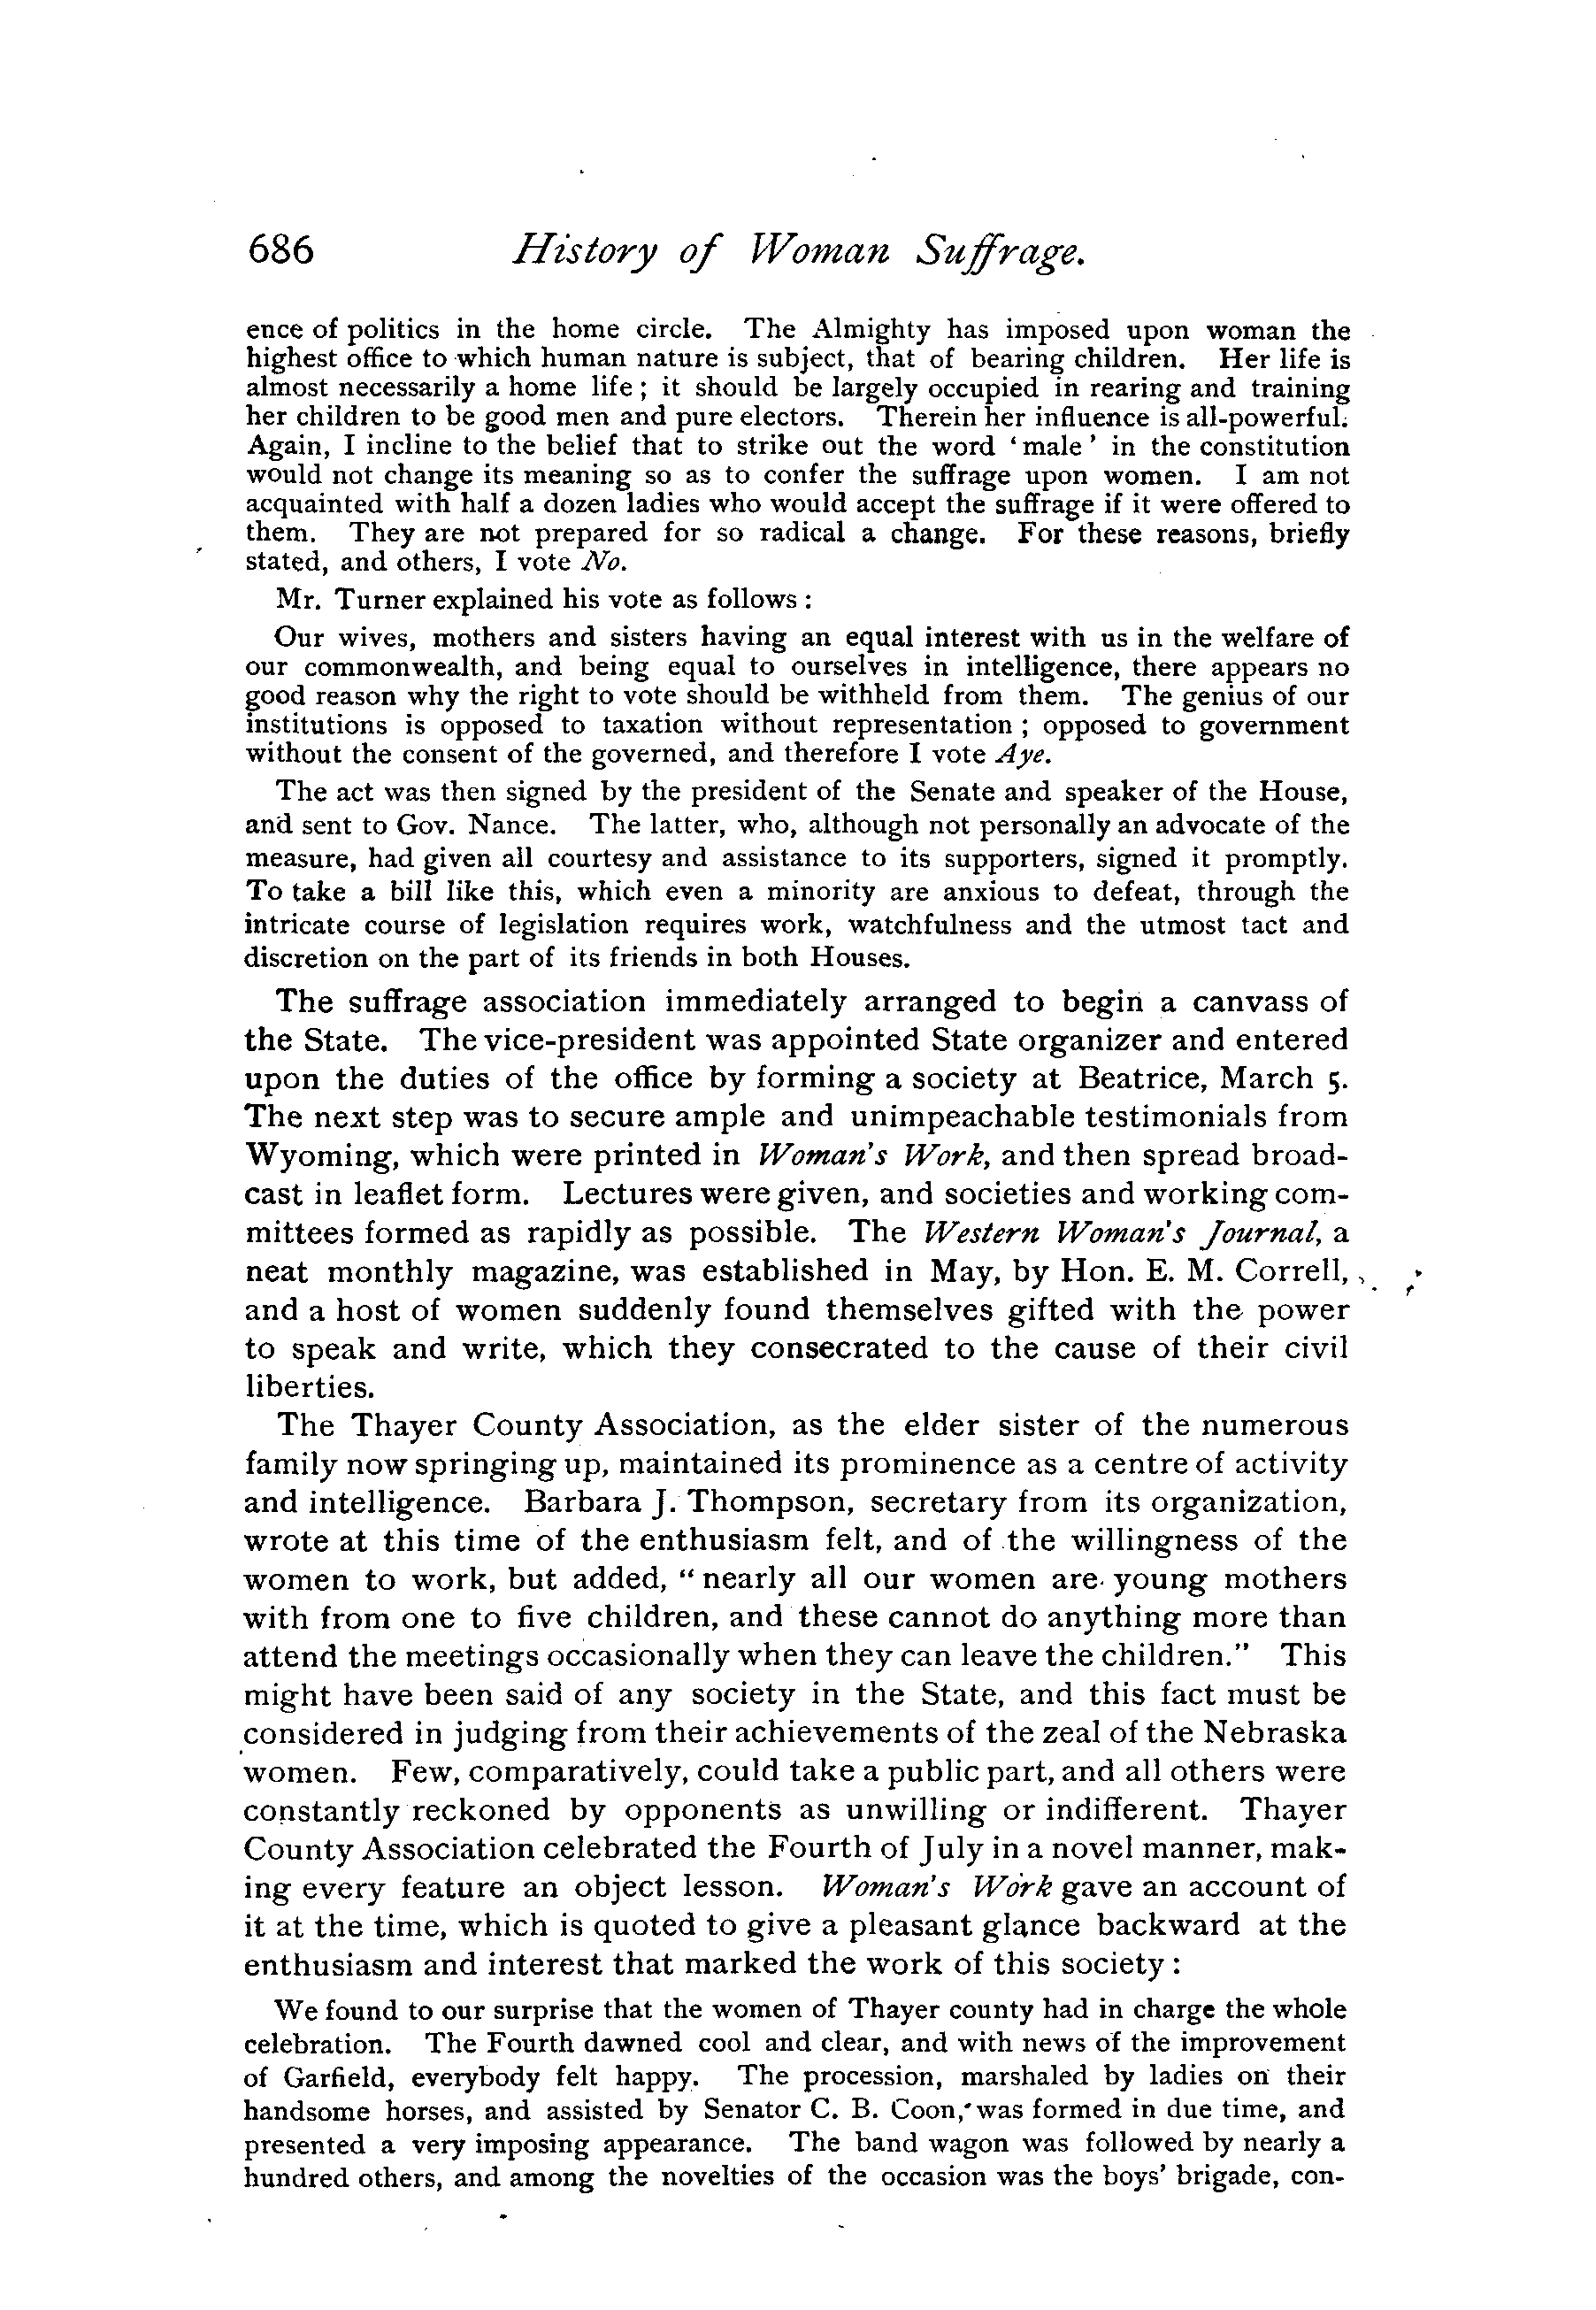 686 History of Woman Suffrage.
ence of politics in the home circle. The Almighty has imposed upon woman the
highest office to which human nature is subject, that of bearing children. Her life is
almost necessarily a home life; it should be largely occupied in rearing and training
her children to be good men and pure electors. Therein her influence is all-powerful.
Again, I incline to the belief that to strike out the word 'male' in the constitution
would not change its meaning so as to confer the suffrage upon women. I am not
acquainted with half a dozen ladies who would accept the suffrage if it were offered to
them. They are not prepared for so radical a change. For these reasons, briefly
stated, and others, I vote No.
Mr. Turner explained his vote as follows:
Our wives, mothers and sisters having an equal interest with us in the welfare of
our commonwealth, and being equal to ourselves in intelligence, there appears no
good reason why the right to vote should be withheld from them. The genius of our
institutions is opposed to taxation without representation; opposed to government
without the consent of the governed, and therefore I vote Aye.
The act was then signed by the president of the Senate and speaker of the House,
and sent to Gov. Nance. The latter, who, although not personally an advocate of the
measure, had given all courtesy and assistance to its supporters, signed it promptly.
To take a bill like this, which even a minority are anxious to defeat, through the
intricate course of legislation requires work, watchfulness and the utmost tact and
discretion on the part of its friends in both Houses.
The suffrage association immediately arranged to begin a canvass of
the State. The vice-president was appointed State organizer and entered
upon the duties of the office by forming a society at Beatrice, March 5.
The next step was to secure ample and unimpeachable testimonials from
Wyoming, which were printed in Woman's Work, and then spread broad-
cast in leaflet form. Lectures were given, and societies and working com-
mittees formed as rapidly as possible. The Western Woman's Journal, a
neat monthly magazine, was established in May, by Hon. E. M. Correll,
and a host of women suddenly found themselves gifted with the power
to speak and write, which they consecrated to the cause of their civil
liberties.
The Thayer County Association, as the elder sister of the numerous
family now springing up, maintained its prominence as a centre of activity
and intelligence. Barbara J. Thompson, secretary from its organization,
wrote at this time of the enthusiasm felt, and of the willingness of the
women to work, but added, "nearly all our women are young mothers
with from one to five children, and these cannot do anything more than
attend the meetings occasionally when they can leave the children." This
might have been said of any society in the State, and this fact must be
considered in judging from their achievements of the zeal of the Nebraska
women. Few, comparatively, could take a public part, and all others were
constantly reckoned by opponents as unwilling or indifferent. Thayer
County Association celebrated the Fourth of July in a novel manner, mak-
ing every feature an object lesson. Woman's Work gave an account of
it at the time, which is quoted to give a pleasant glance backward at the
enthusiasm and interest that marked the work of this society:
We found to our surprise that the women of Thayer county had in charge the whole
celebration. The Fourth dawned cool and clear, and with news of the improvement
of Garfield, everybody felt happy. The procession, marshaled by ladies on their
handsome horses, and assisted by Senator C. B. Coon, was formed in due time, and
presented a very imposing appearance. The band wagon was followed by nearly a
hundred others, and among the novelties of the occasion was the boys' brigade, con-